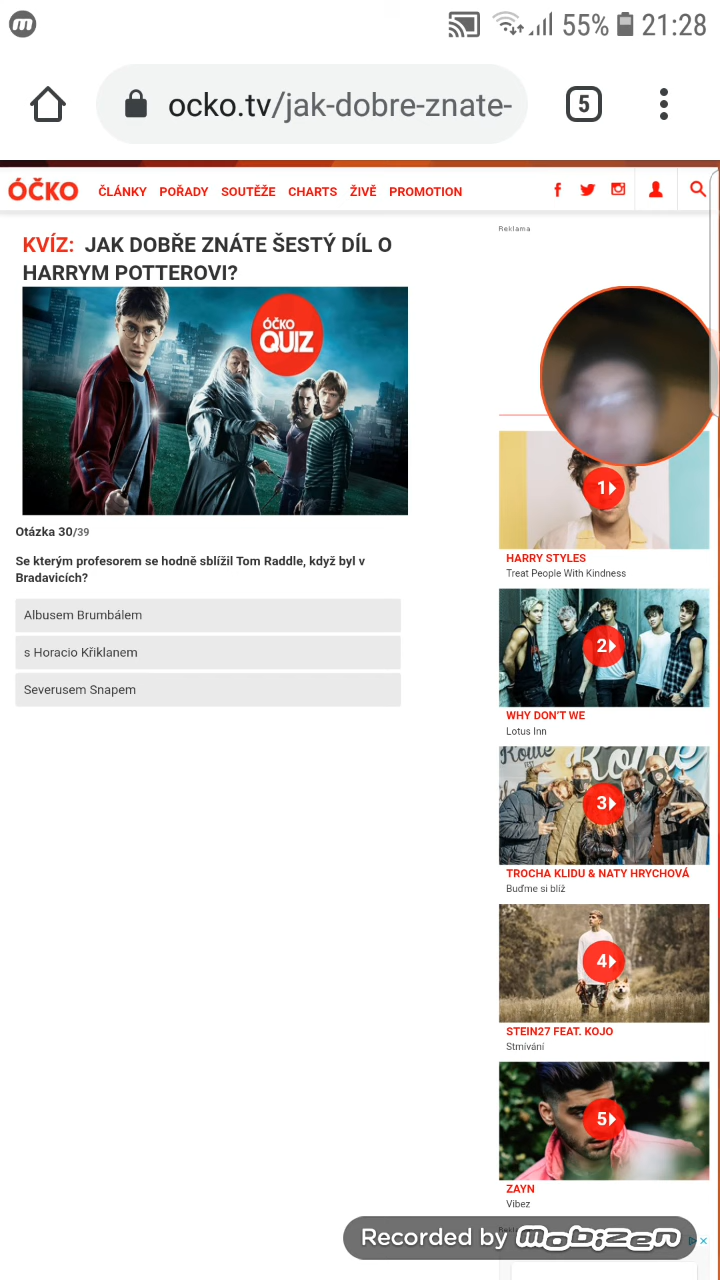 m
55% 21:28
ocko.tv/jak-dobre-znate-
5
ÓČKO ČLÁNKY POŘADY SOUTĚŽE CHARTS ŽIVĚ PROMOTION
Reklama
KVÍZ: JAK DOBŘE ZNÁTE ŠESTÝ DÍL O
HARRYM POTTEROVI?
ÓČKO
QUIZ
Otázka 30/39
Se kterým profesorem se hodně sblížil Tom Raddle, když byl v
Bradavicích?
Albusem Brumbálem
s Horacio Křiklanem
Severusem Snapem
1
HARRY STYLES
Treat People With Kindness
2
WHY DON'T WE
Lotus Inn
Route
3
TROCHA KLIDU & NATY HRYCHOVÁ
Buďme si blíž
4
STEIN27 FEAT. KOJO
Stmívání
5
ZAYN
Vibez
Recorded by mobizen